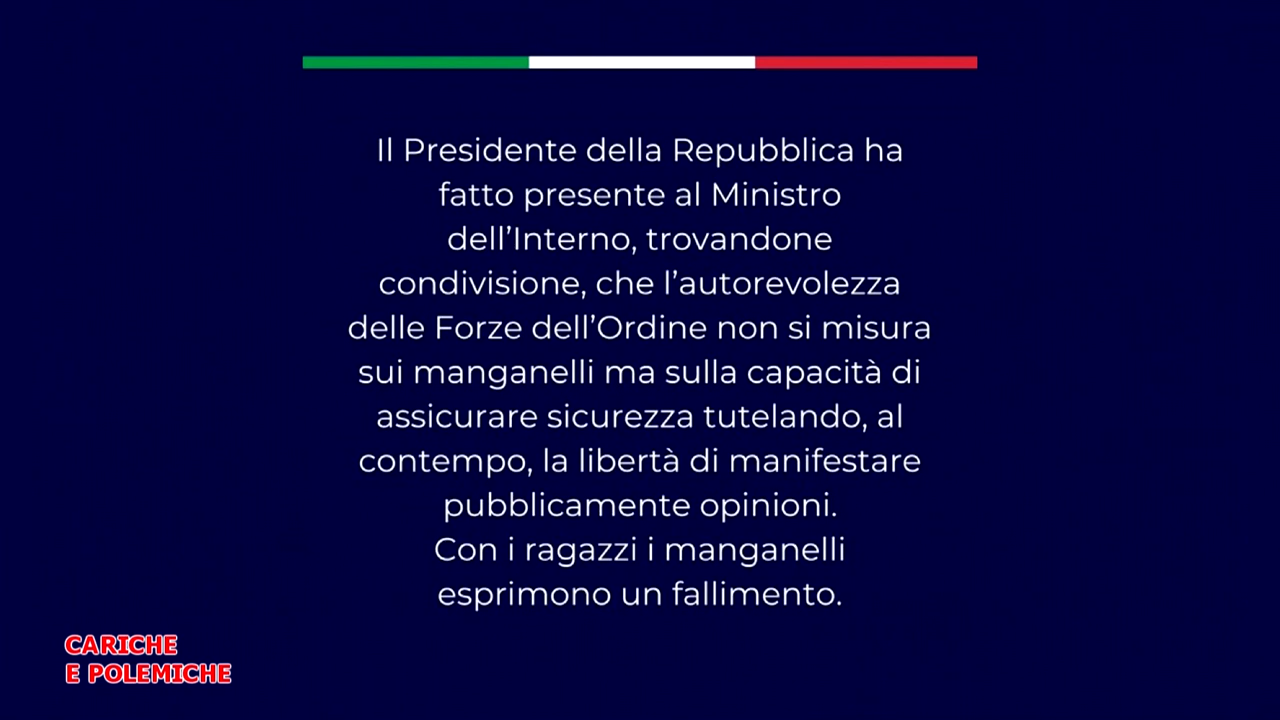 Il Presidente della Repubblica ha
fatto presente al Ministro
dell’Interno, trovandone
condivisione, che l’autorevolezza
delle Forze dell’Ordine non si misura
sui manganelli ma sulla capacità di
assicurare sicurezza tutelando, al
contempo, la libertà di manifestare
pubblicamente opinioni.
Con i ragazzi i manganelli
esprimono un fallimento.
CARICHE
E POLEMICHE